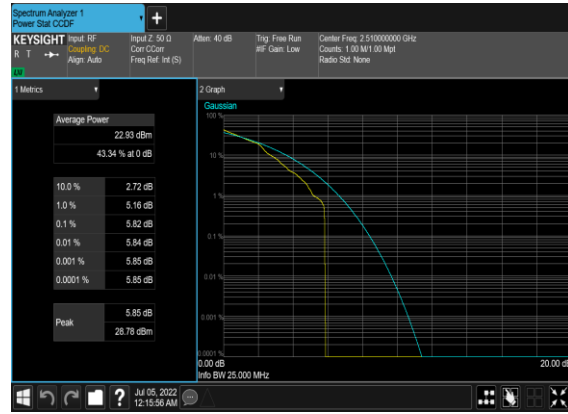 Spectrum Analyzer 1
Power Stat CCDF
+
KEYSIGHT
R T
LXI
Input: RF
Coupling: DC
Align: Auto
Input Z: 50 Ω
Corr CCorr
Freq Ref: Int (S)
Atten: 40 dB
Trig: Free Run
#IF Gain: Low
Center Freq: 2.510000000 GHz
Counts: 1.00 M/1.00 Mpt
Radio Std: None
1 Metrics
Average Power
22.93 dBm
43.34 % at 0 dB
10.0 % 2.72 dB
1.0 % 5.16 dB
0.1 % 5.82 dB
0.01 % 5.84 dB
0.001 % 5.85 dB
0.0001 % 5.85 dB
Peak
5.85 dB
28.78 dBm
2 Graph
Gaussian
100 %
10 %
1 %
0.1 %
0.01 %
0.001 %
0.0001 %
0.00 dB
20.00 dB
Info BW 25.000 MHz
?
Jul 05, 2022
12:15:56 AM